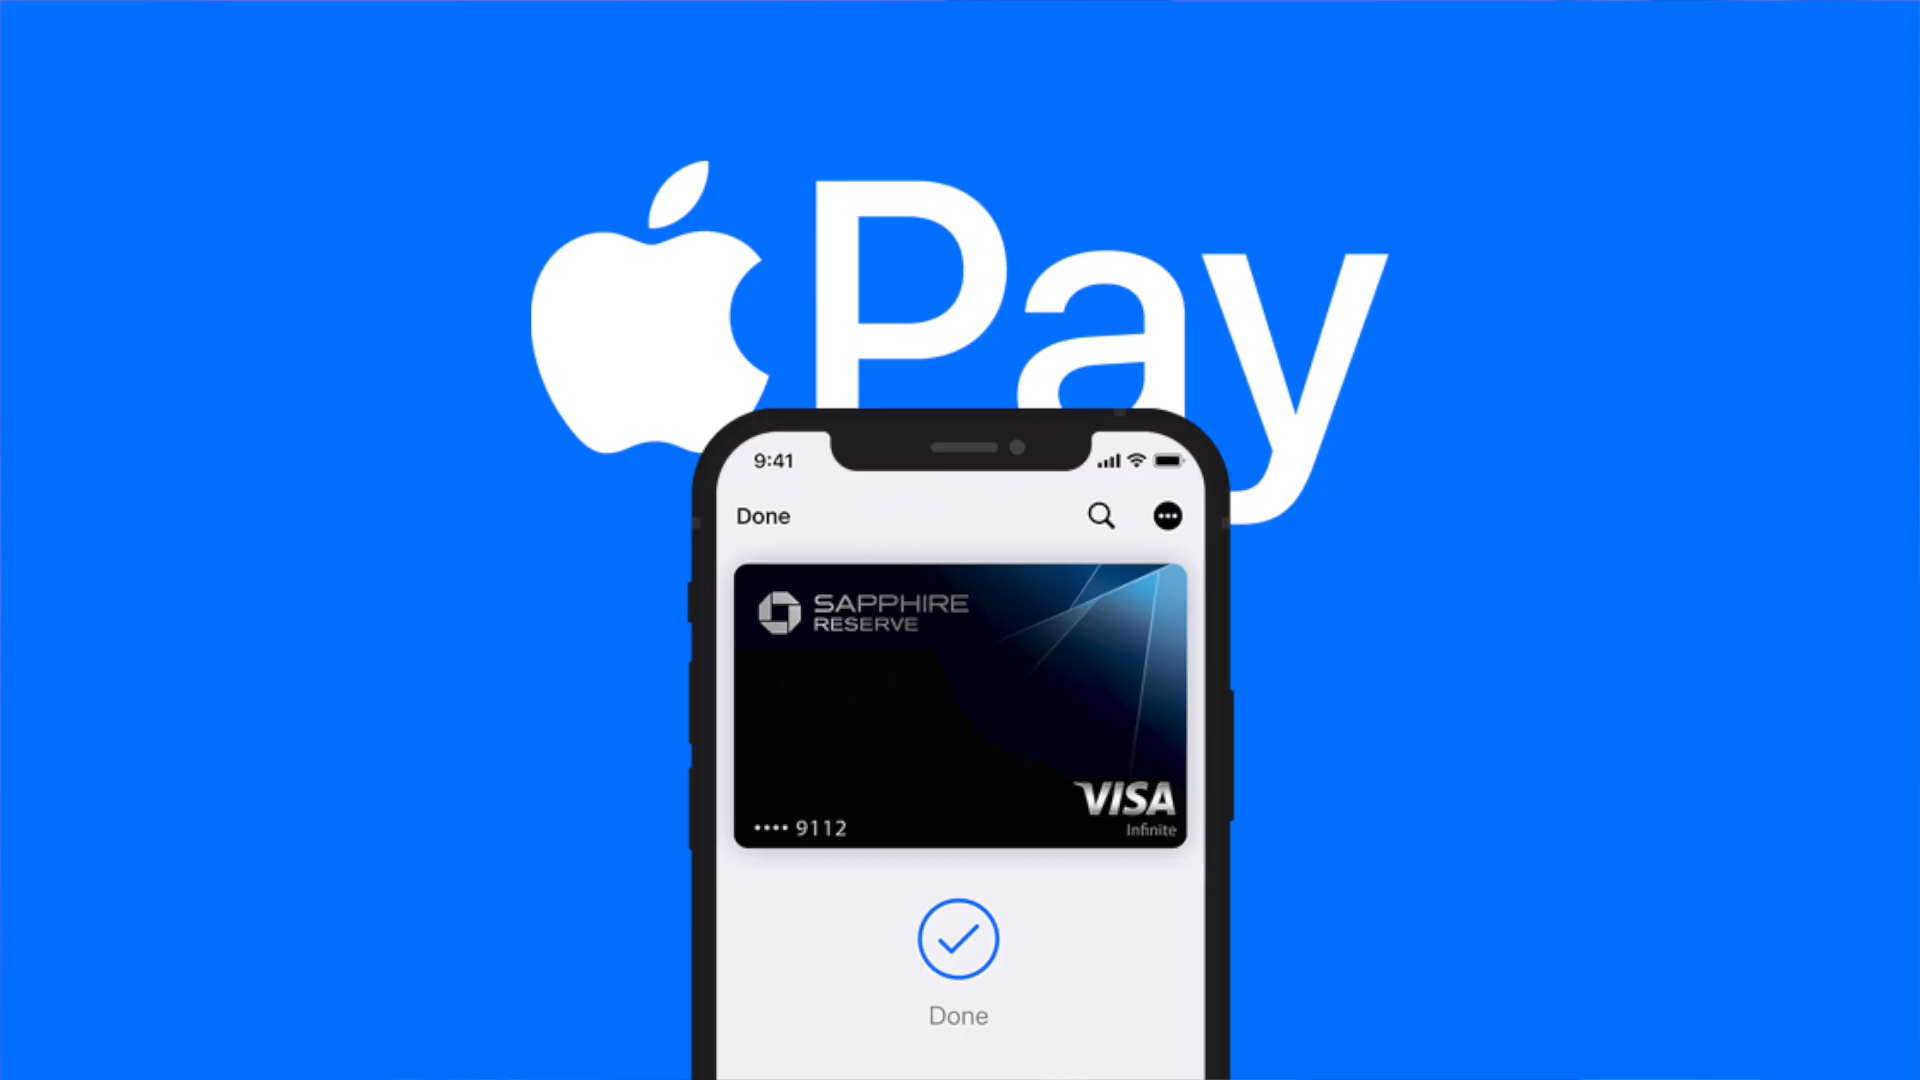 Pay
9:41
Done
SAPPHIRE
RESERVE
VISA
Infinite
•••• 9112
Done